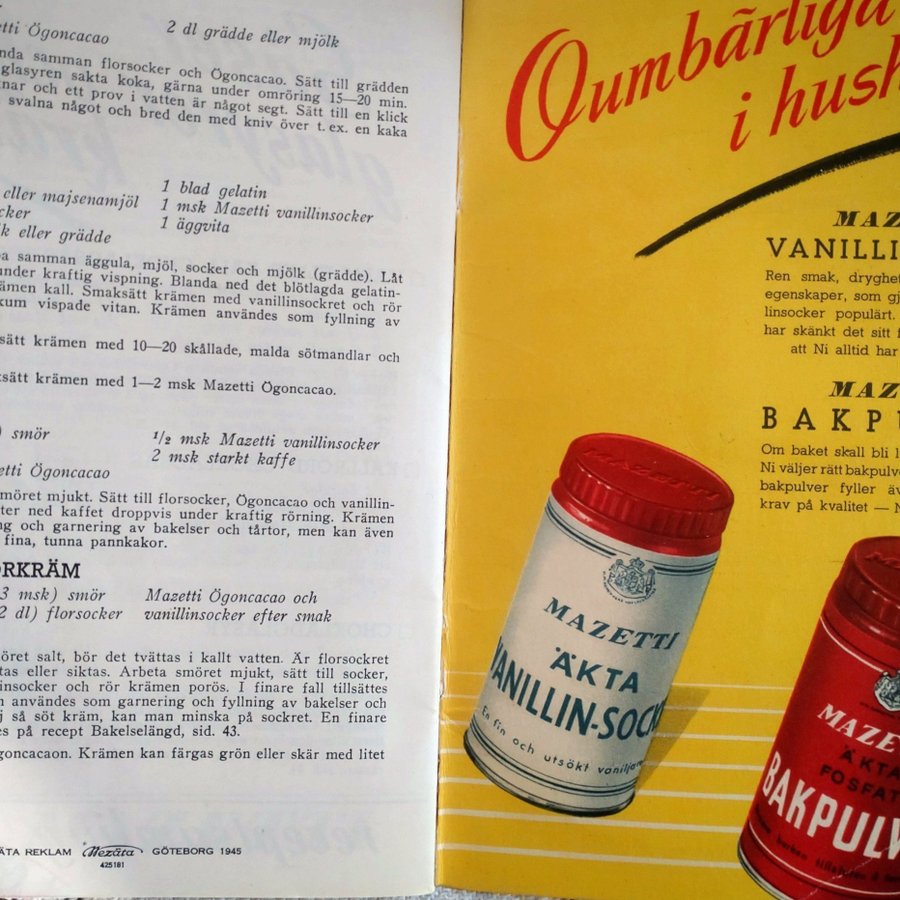 etti Ögoncacao 2 dl grädde eller mjölk
nda samman florsocker och Ögoncacao. Sätt till grädden
glasyren sakta koka, gärna under omröring 15—20 min.
nar och ett prov i vatten är något segt. Sätt till en klick
svalna något och bred den med kniv över t. ex. en kaka
eller majsenamjöl 1 blad gelatin
cker 1 msk Mazetti vanillinsocker
k eller grädde 1 äggvita
pa samman äggula, mjöl, socker och mjölk (grädde). Låt
under kraftig vispning. Blanda ned det blötlagda gelatin-
ämen kall. Smaksätt krämen med vanillinsockret och rör
kum vispade vitan. Krämen användes som fyllning av
sätt krämen med 10—20 skållade, malda sötmandlar och
ksätt krämen med 1—2 msk Mazetti Ögoncacao.
) smör 1/2 msk Mazetti vanillinsocker
2 msk starkt kaffe
etti Ögoncacao
möret mjukt. Sätt till florsocker, Ögoncacao och vanillin-
ter ned kaffet droppvis under kraftig rörning. Krämen
ng och garnering av bakelser och tårtor, men kan även
fina, tunna pannkakor.
ORKRÄM
3 msk) smör Mazetti Ögoncacao och
2 dl) florsocker vanillinsocker efter smak
öret salt, bör det tvättas i kallt vatten. Är florsockret
tas eller siktas. Arbeta smöret mjukt, sätt till socker,
insocker och rör krämen porös. I finare fall tillsättes
n användes som garnering och fyllning av bakelser och
j så söt kräm, kan man minska på sockret. En finare
es på recept Bakelselängd, sid. 43.
goncacaon. Krämen kan färgas grön eller skär med litet
ÄTA REKLAM Mezäta GÖTEBORG 1945
425181
Oumbärliga
i hush
MAZ
VANILLI
Ren smak, dryghet
egenskaper, som gj
linsocker populärt.
har skänkt det sitt f
att Ni alltid har
MAZ
BAKPU
Om baket skall bli l
Ni väljer rätt bakpulve
bakpulver fyller äv
krav på kvalitet — N
MAZETTI
MAZETTI
ÄKTA
VANILLIN-SOCK
En fin och utsökt vaniljar
MAZE
ÄKTA
FOSFAT
BAKPULV